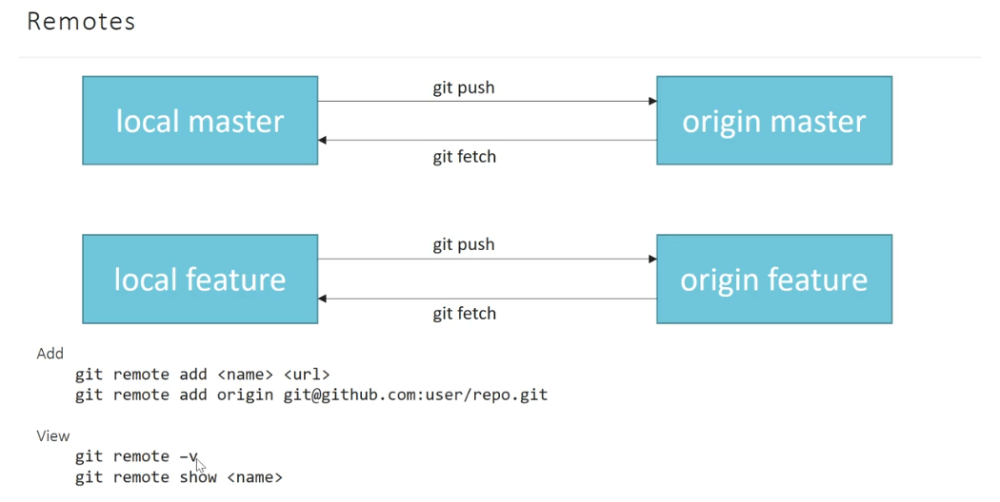 Remotes
git push
local master
origin master
git fetch
git push
local feature
origin feature
git fetch
Add
git remote add <name> <url>
git remote add origin git@github.com:user/repo.git
View
git remote –v
git remote show <name>